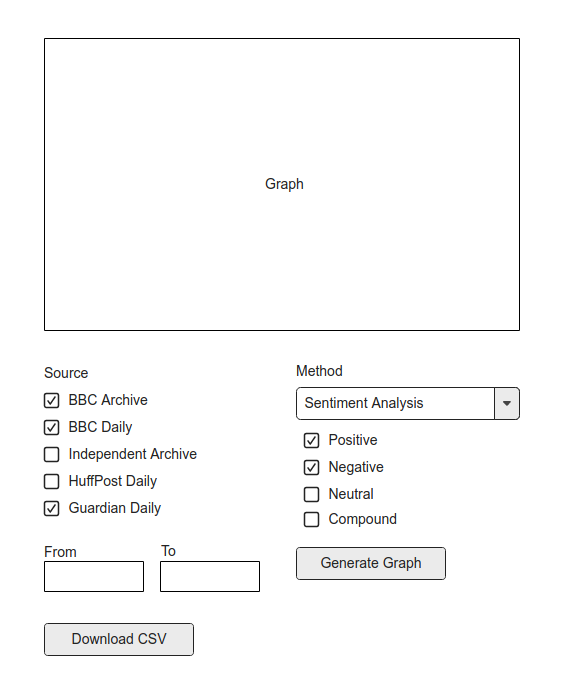 Graph
Source
BBC Archive
BBC Daily
Independent Archive
HuffPost Daily
Guardian Daily
From
To
Download CSV
Method
Sentiment Analysis
Positive
Negative
Neutral
Compound
Generate Graph